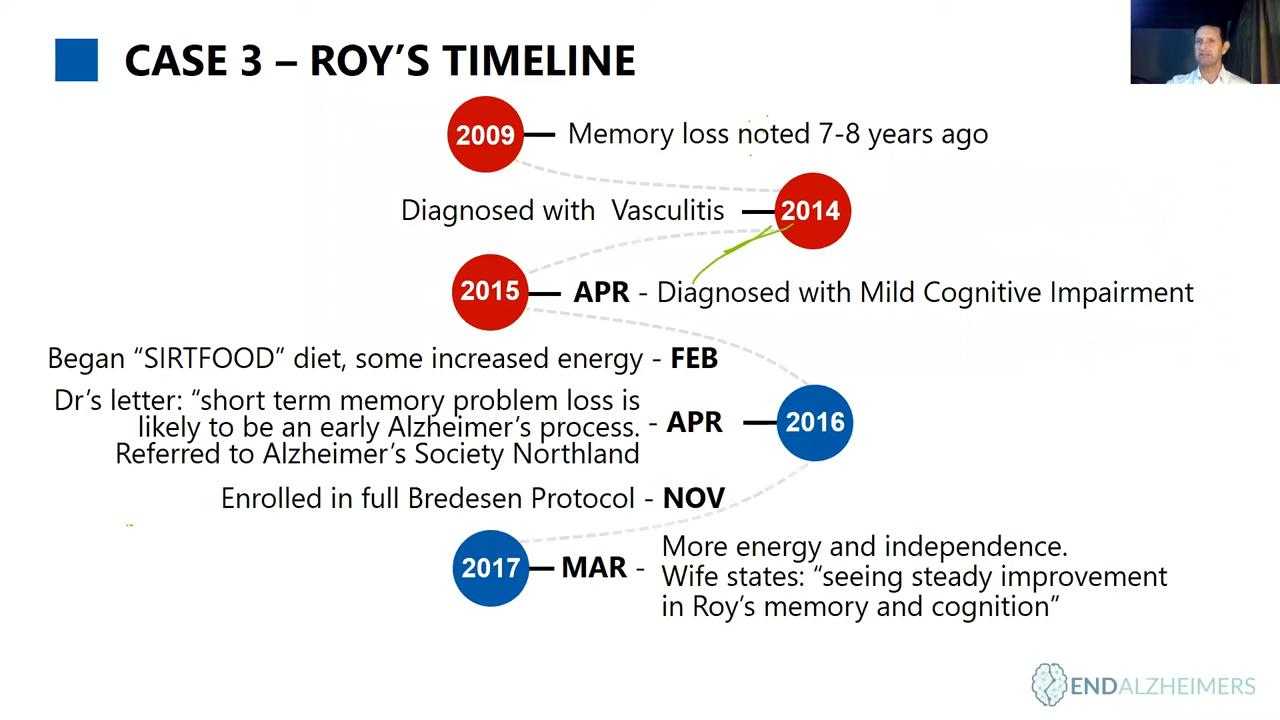 CASE 3 – ROY’S TIMELINE
2009
Memory loss noted 7-8 years ago
Diagnosed with Vasculitis
2014
2015
APR - Diagnosed with Mild Cognitive Impairment
Began “SIRTFOOD” diet, some increased energy - FEB
Dr’s letter: “short term memory problem loss is
likely to be an early Alzheimer’s process.
Referred to Alzheimer’s Society Northland
- APR
2016
Enrolled in full Bredesen Protocol - NOV
2017
MAR -
More energy and independence.
Wife states: “seeing steady improvement
in Roy’s memory and cognition”
ENDALZHEIMERS